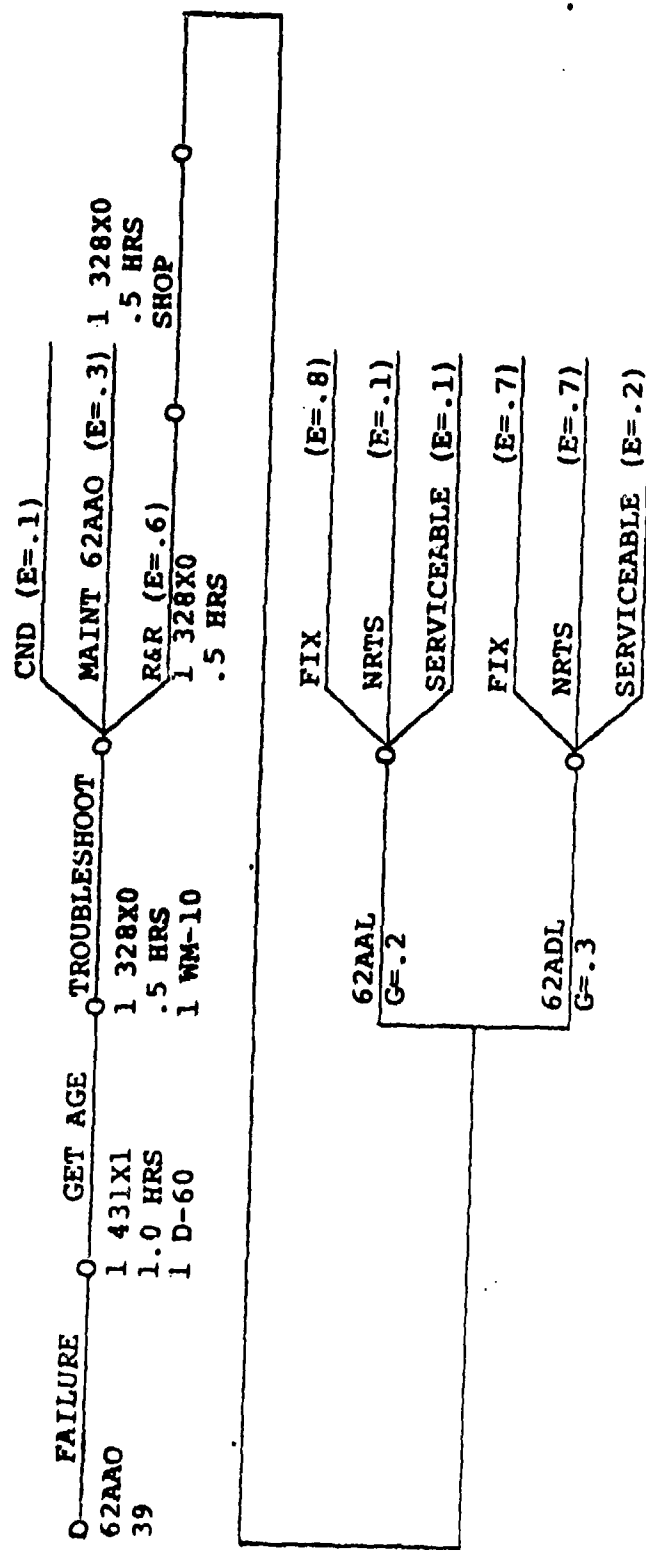 FAILURE
62AAO
39
GET AGE
1 431X1
1.0 HRS
1 D-60
TROUBLESHOOT
1 328X0
.5 HRS
1 WM-10
CND (E=.1)
MAINT 62AAO (E=.3)
R&R (E=.6)
1 328X0
.5 HRS
1 328X0
.5 HRS
SHOP
62AAL
G=.2
FIX (E=.8)
NRTS (E=.1)
SERVICEABLE (E=.1)
62ADL
G=.3
FIX (E=.7)
NRTS (E=.7)
SERVICEABLE (E=.2)